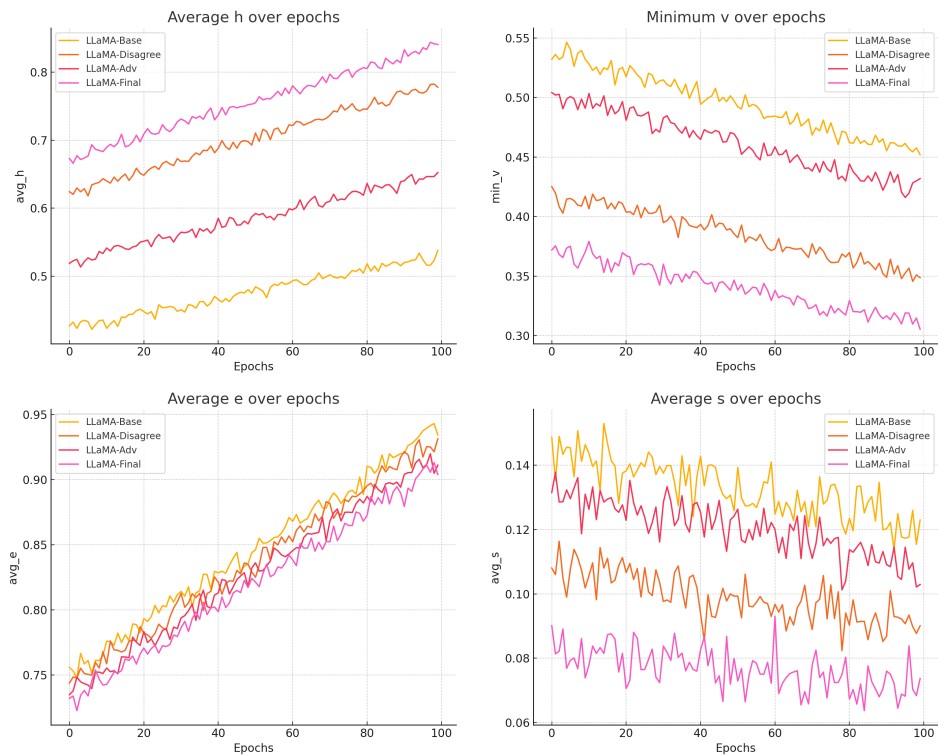 Average h over epochs
LLaMA-Base
LLaMA-Disagree
LLaMA-Adv
LLaMA-Final
avg_h
0.8
0.7
0.6
0.5
0 20 40 60 80 100
Epochs
Minimum v over epochs
LLaMA-Base
LLaMA-Disagree
LLaMA-Adv
LLaMA-Final
min_v
0.55
0.50
0.45
0.40
0.35
0.30
0 20 40 60 80 100
Epochs
Average e over epochs
LLaMA-Base
LLaMA-Disagree
LLaMA-Adv
LLaMA-Final
avg_e
0.95
0.90
0.85
0.80
0.75
0 20 40 60 80 100
Epochs
Average s over epochs
LLaMA-Base
LLaMA-Disagree
LLaMA-Adv
LLaMA-Final
avg_s
0.14
0.12
0.10
0.08
0.06
0 20 40 60 80 100
Epochs